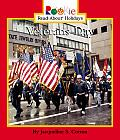 Rookie
Read-About Holidays
Veterans Day
By Jacqueline S. Cotton